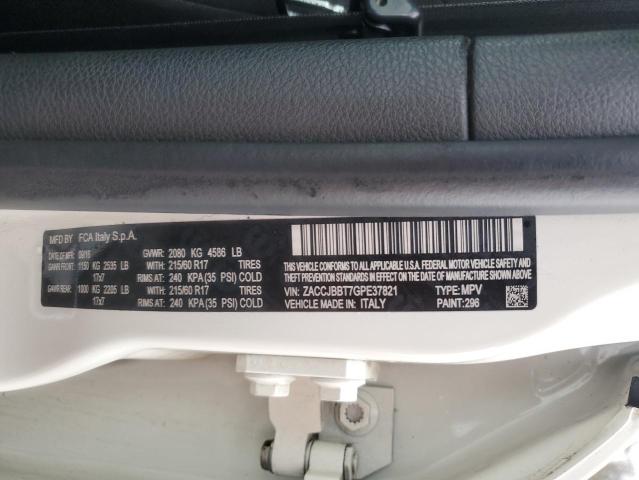 MFD BY FCA Italy S.p.A.
DATE OF MFR 09/15 GVWR: 2080 KG 4586 LB
GAWR FRONT: 1150 KG 2535 LB WITH: 215/60 R17 TIRES
17x7 RIMS AT: 240 KPA(35 PSI) COLD
GAWR REAR: 1000 KG 2205 LB WITH: 215/60 R17 TIRES
17x7 RIMS AT: 240 KPA(35 PSI) COLD
THIS VEHICLE CONFORMS TO ALL APPLICABLE U.S.A. FEDERAL MOTOR VEHICLE SAFETY, BUMPER AND
THEFT PREVENTION STANDARDS IN EFFECT ON THE DATE OF MANUFACTURE SHOWN ABOVE.
VIN: ZACCJBBT7GPE37821 TYPE: MPV
VEHICLE MADE IN: ITALY PAINT: 296